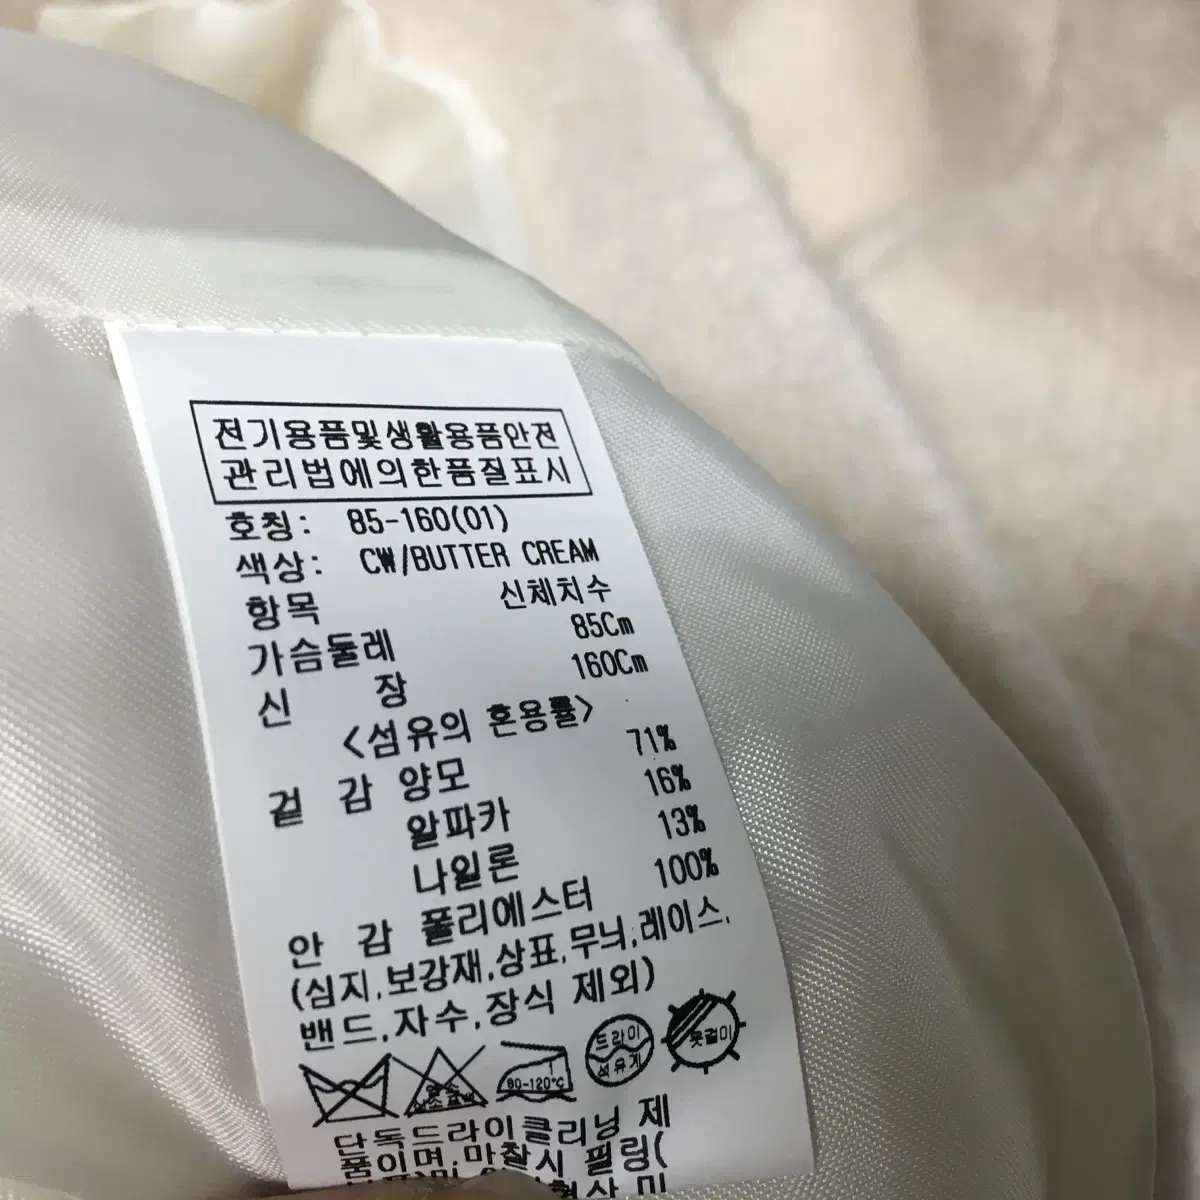 전기용품및생활용품안전
관리법에의한품질표시
호칭: 85-160(01)
색상: CW/BUTTER CREAM
항목 신체치수
가슴둘레 85Cm
신 장 160Cm
<섬유의 혼용률>
겉 감 양모 71%
알파카 16%
나일론 13%
안 감 폴리에스터 100%
(심지,보강재,상표,무늬,레이스,
밴드,자수,장식 제외)
80-120℃
드라이
석유계
옷걸이
단독드라이클리닝 제
품이며, 마찰시 필링(